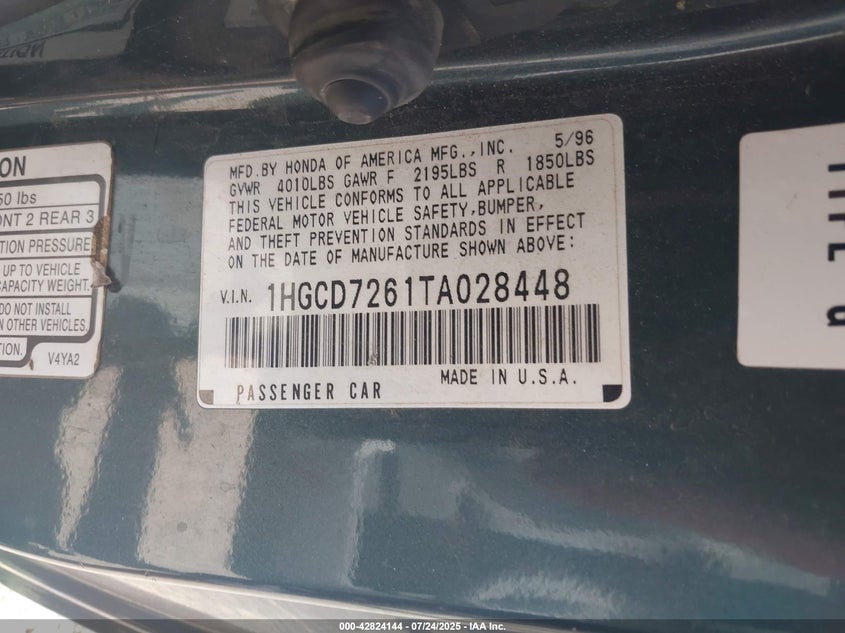 MFD.BY HONDA OF AMERICA MFG.,INC. 5/96
GVWR 4010LBS GAWR F 2195LBS R 1850LBS
THIS VEHICLE CONFORMS TO ALL APPLICABLE
FEDERAL MOTOR VEHICLE SAFETY,BUMPER,
AND THEFT PREVENTION STANDARDS IN EFFECT
ON THE DATE OF MANUFACTURE SHOWN ABOVE:
V.I.N. 1HGCD7261TA028448
PASSENGER CAR MADE IN U.S.A.
ON
50 lbs
ONT 2 REAR 3
TION PRESSURE
UP TO VEHICLE
CAPACITY WEIGHT.
DO NOT INSTALL
N OTHER VEHICLES.
TION. V4YA2
000-42824144 - 07/24/2025 - IAA Inc.